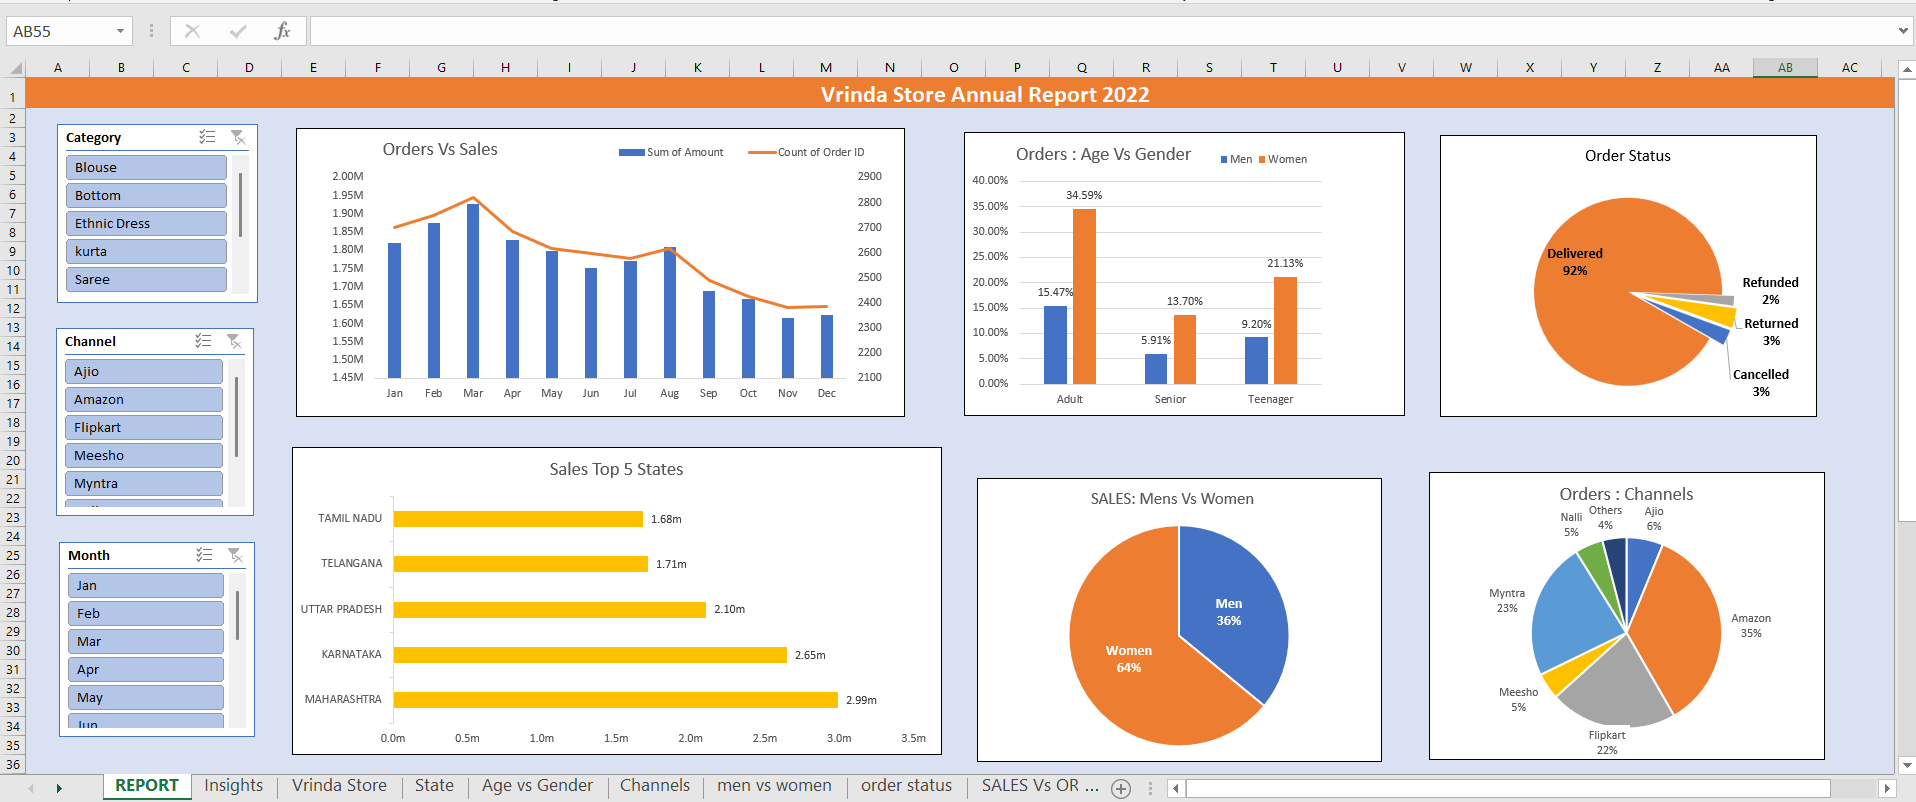 AB55
fx
A B C D E F G H I J K L M N O P Q R S T U V W X Y Z AA AB AC
1
2
3
4
5
6
7
8
9
10
11
12
13
14
15
16
17
18
19
20
21
22
23
24
25
26
27
28
29
30
31
32
33
34
35
36
Vrinda Store Annual Report 2022
Category
Blouse
Bottom
Ethnic Dress
kurta
Saree
Channel
Ajio
Amazon
Flipkart
Meesho
Myntra
Month
Jan
Feb
Mar
Apr
May
Jun
Orders Vs Sales
Sum of Amount
Count of Order ID
2.00M
1.95M
1.90M
1.85M
1.80M
1.75M
1.70M
1.65M
1.60M
1.55M
1.50M
1.45M
2900
2800
2700
2600
2500
2400
2300
2200
2100
Jan Feb Mar Apr May Jun Jul Aug Sep Oct Nov Dec
Orders : Age Vs Gender
Men Women
40.00%
35.00%
30.00%
25.00%
20.00%
15.00%
10.00%
5.00%
0.00%
34.59%
15.47%
21.13%
13.70%
9.20%
5.91%
Adult Senior Teenager
Order Status
Delivered
92%
Refunded
2%
Returned
3%
Cancelled
3%
Sales Top 5 States
TAMIL NADU 1.68m
TELANGANA 1.71m
UTTAR PRADESH 2.10m
KARNATAKA 2.65m
MAHARASHTRA 2.99m
0.0m 0.5m 1.0m 1.5m 2.0m 2.5m 3.0m 3.5m
SALES: Mens Vs Women
Men
36%
Women
64%
Orders : Channels
Nalli
5%
Others
4%
Ajio
6%
Myntra
23%
Amazon
35%
Meesho
5%
Flipkart
22%
REPORT Insights Vrinda Store State Age vs Gender Channels men vs women order status SALES Vs OR ...